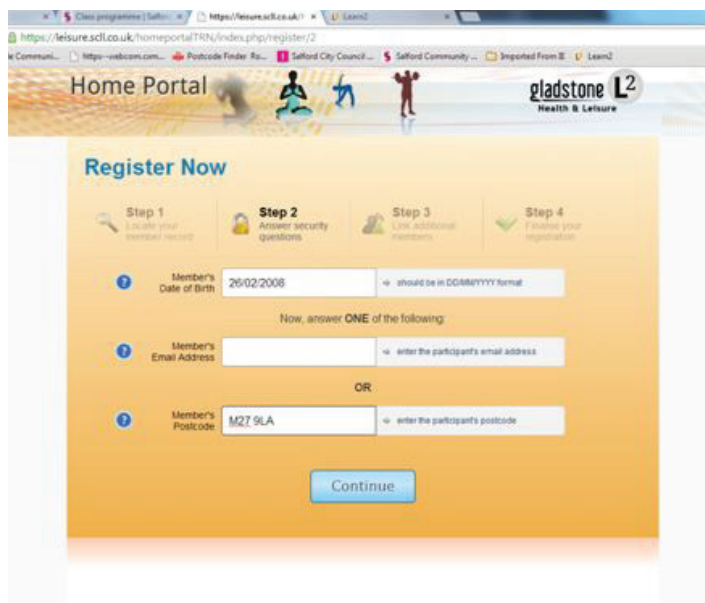 Class programme | Salfor
https://leisure.scll.co.uk/
Learn2
https://leisure.scll.co.uk/homeportalTRN/index.php/register/2
Postcode Finder
Salford City Council...
Salford Community ...
Imported From
Learn2
Home Portal
gladstone L2
Health & Leisure
Register Now
Step 1
Locate your
member record
Step 2
Answer security
questions
Step 3
Link additional
members
Step 4
Finalise your
registration
Member's
Date of Birth
26/02/2008
should be in DD/MM/YYYY format
Now, answer ONE of the following:
Member's
Email Address
enter the participant's email address
OR
Member's
Postcode
M27 9LA
enter the participant's postcode
Continue